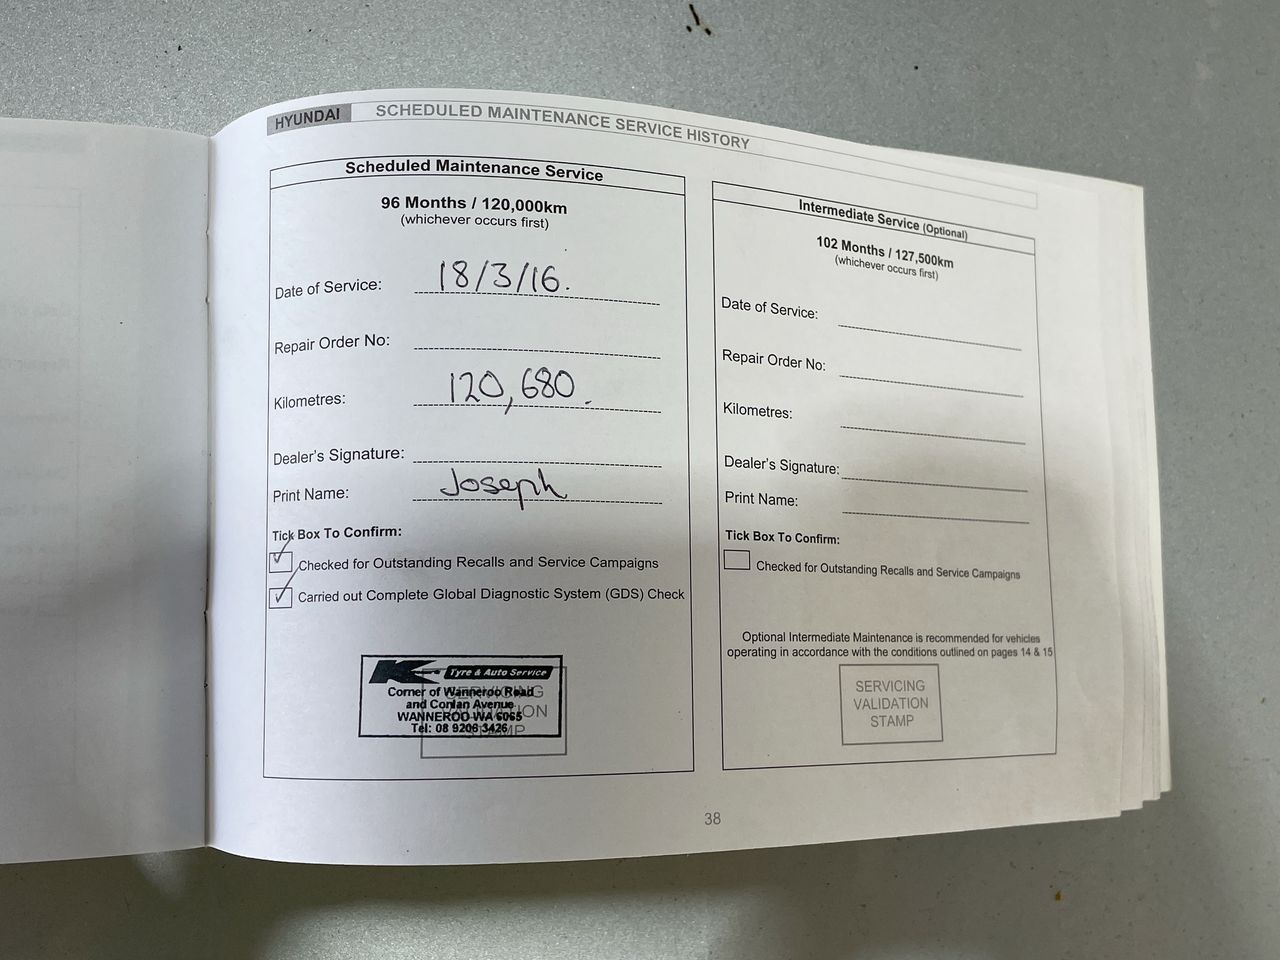 HYUNDAI SCHEDULED MAINTENANCE SERVICE HISTORY
Scheduled Maintenance Service
96 Months / 120,000km
(whichever occurs first)
Date of Service: 18/3/16.
Repair Order No:
Kilometres: 120,680.
Dealer's Signature:
Print Name: Joseph
Tick Box To Confirm:
Checked for Outstanding Recalls and Service Campaigns
Carried out Complete Global Diagnostic System (GDS) Check
Tyre & Auto Service
Corner of Wanneroo Road
and Conlan Avenue
WANNEROO WA 6065
Tel: 08 9206 3426
SERVICING
VALIDATION
STAMP
Intermediate Service (Optional)
102 Months / 127,500km
(whichever occurs first)
Date of Service:
Repair Order No:
Kilometres:
Dealer's Signature:
Print Name:
Tick Box To Confirm:
Checked for Outstanding Recalls and Service Campaigns
Optional Intermediate Maintenance is recommended for vehicles
operating in accordance with the conditions outlined on pages 14 & 15
SERVICING
VALIDATION
STAMP
38